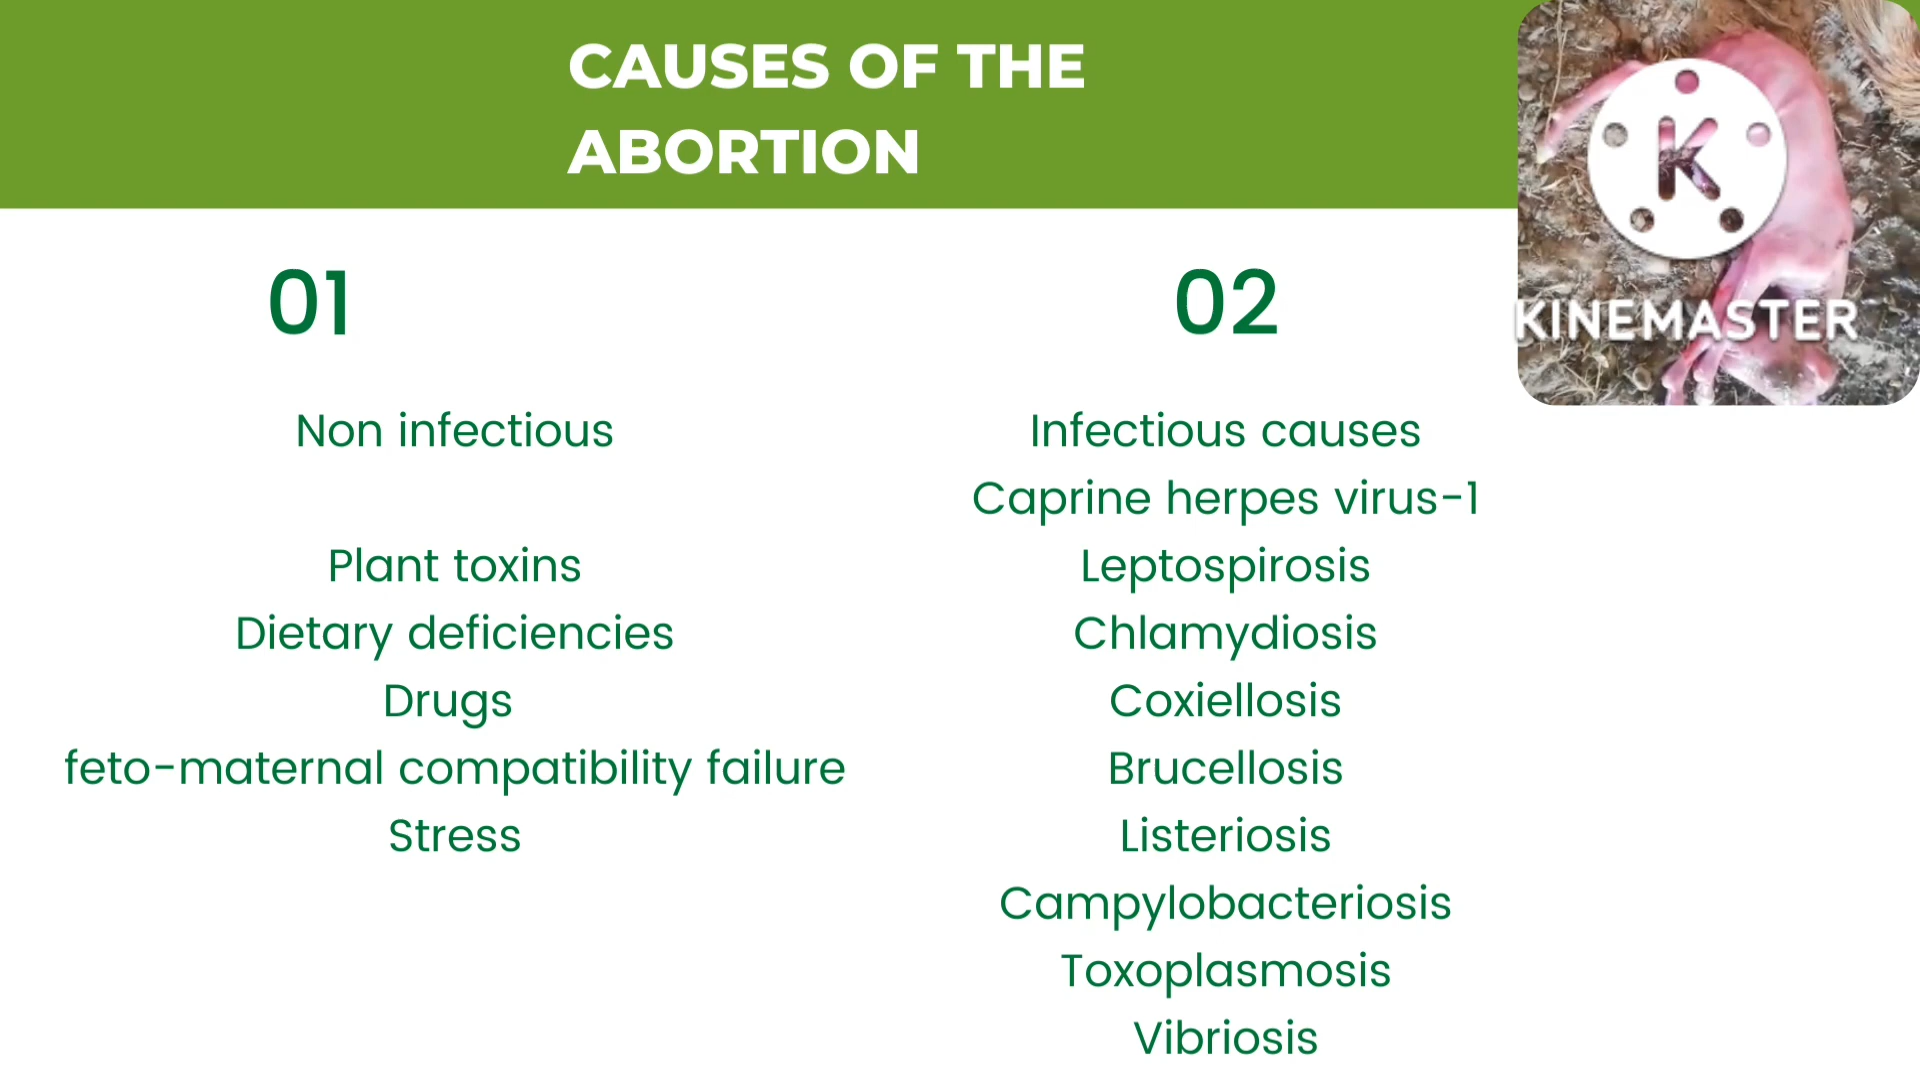 CAUSES OF THE
ABORTION
01
Non infectious
Plant toxins
Dietary deficiencies
Drugs
feto-maternal compatibility failure
Stress
02
Infectious causes
Caprine herpes virus-1
Leptospirosis
Chlamydiosis
Coxiellosis
Brucellosis
Listeriosis
Campylobacteriosis
Toxoplasmosis
Vibriosis
K
KINEMASTER